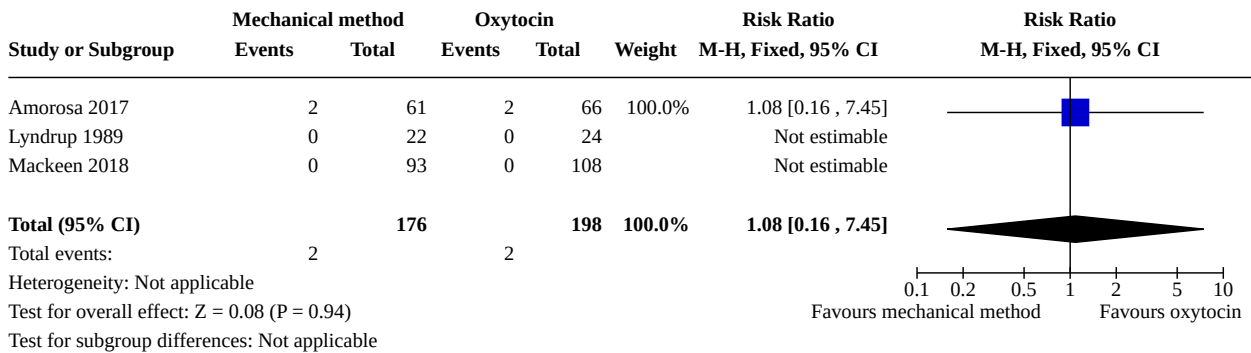 Mechanical method Oxytocin Risk Ratio Risk Ratio
Study or Subgroup Events Total Events Total Weight M-H, Fixed, 95% CI M-H, Fixed, 95% CI
Amorosa 2017 2 61 2 66 100.0% 1.08 [0.16 , 7.45]
Lyndrup 1989 0 22 0 24 Not estimable
Mackeen 2018 0 93 0 108 Not estimable
Total (95% CI) 176 198 100.0% 1.08 [0.16 , 7.45]
Total events: 2 2
Heterogeneity: Not applicable
0.1 0.2 0.5 1 2 5 10
Test for overall effect: Z = 0.08 (P = 0.94) Favours mechanical method Favours oxytocin
Test for subgroup differences: Not applicable